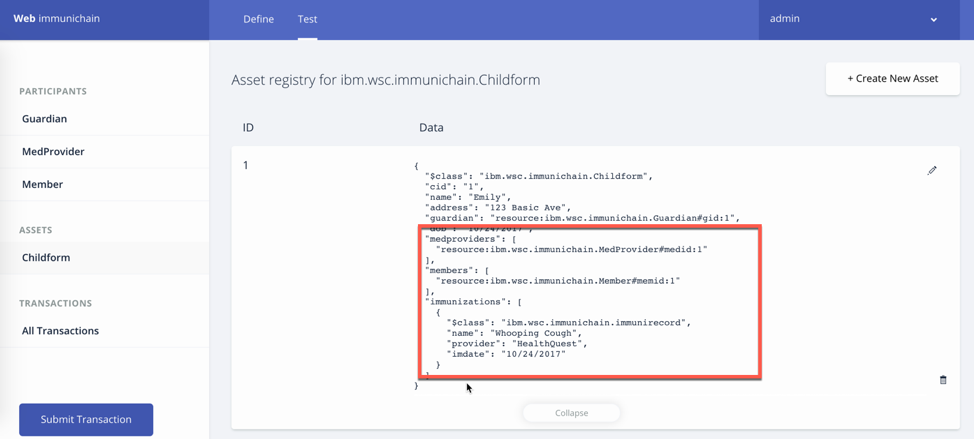 Web immunichain
Define
Test
admin
PARTICIPANTS
Guardian
MedProvider
Member
ASSETS
Childform
TRANSACTIONS
All Transactions
Submit Transaction
Asset registry for ibm.wsc.immunichain.Childform
+ Create New Asset
ID
Data
1
{
"$class": "ibm.wsc.immunichain.Childform",
"cid": "1",
"name": "Emily",
"address": "123 Basic Ave",
"guardian": "resource:ibm.wsc.immunichain.Guardian#gid:1",
"dob": "10/24/2017",
"medproviders": [
"resource:ibm.wsc.immunichain.MedProvider#medid:1"
],
"members": [
"resource:ibm.wsc.immunichain.Member#memid:1"
],
"immunizations": [
{
"$class": "ibm.wsc.immunichain.immunirecord",
"name": "Whooping Cough",
"provider": "HealthQuest",
"imdate": "10/24/2017"
}
]
}
Collapse